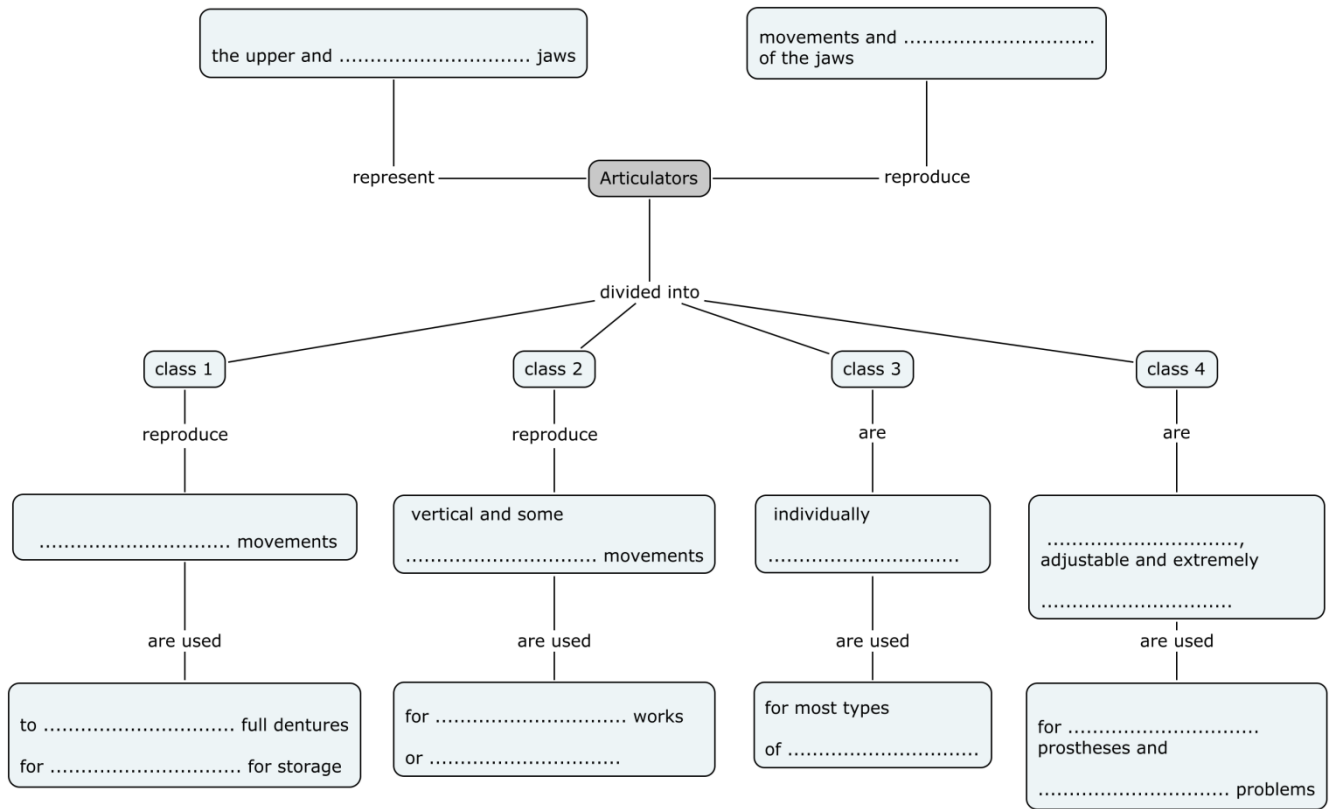 the upper and ............................... jaws
movements and ...............................
of the jaws
represent
Articulators
reproduce
divided into
class 1
class 2
class 3
class 4
reproduce
reproduce
are
are
............................... movements
vertical and some
............................... movements
individually
...............................
...............................,
adjustable and extremely
...............................
are used
are used
are used
are used
to ............................... full dentures
for ............................... for storage
for ............................... works
or ...............................
for most types
of ...............................
for ...............................
prostheses and
............................... problems